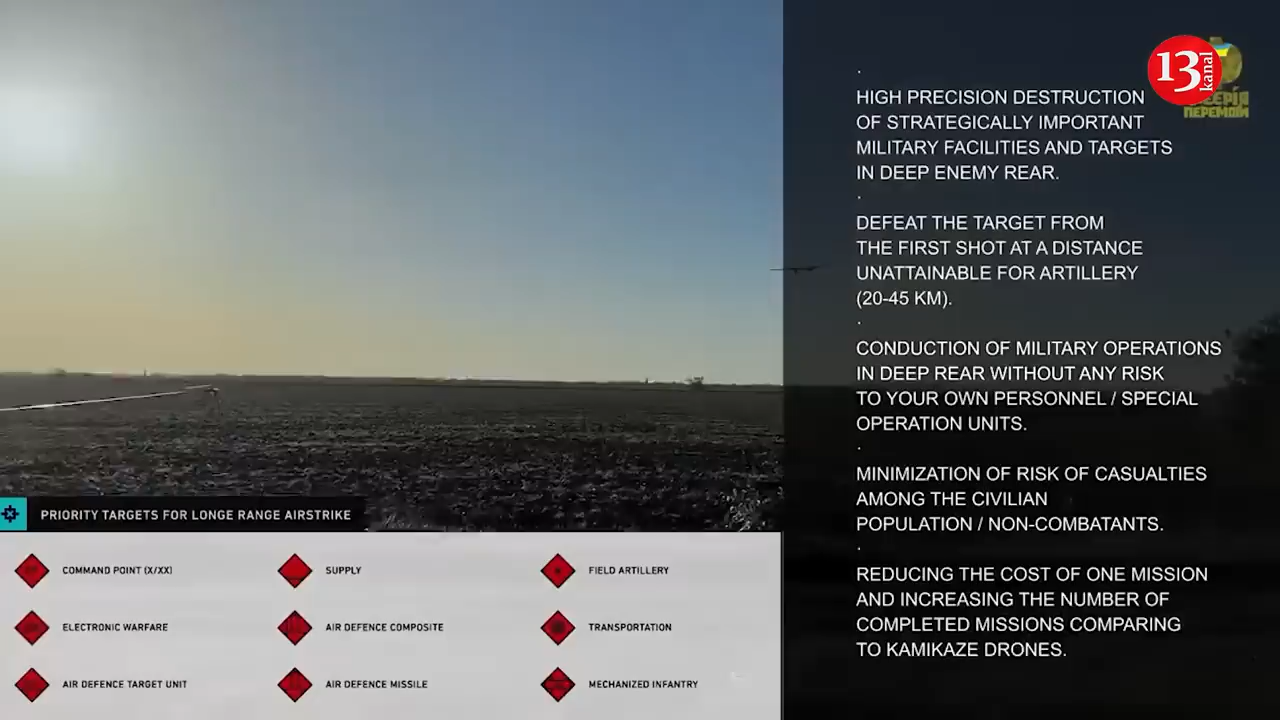 13
kanal
ПЕРЕМОГИ
HIGH PRECISION DESTRUCTION
OF STRATEGICALLY IMPORTANT
MILITARY FACILITIES AND TARGETS
IN DEEP ENEMY REAR.
DEFEAT THE TARGET FROM
THE FIRST SHOT AT A DISTANCE
UNATTAINABLE FOR ARTILLERY
(20-45 KM).
CONDUCTION OF MILITARY OPERATIONS
IN DEEP REAR WITHOUT ANY RISK
TO YOUR OWN PERSONNEL / SPECIAL
OPERATION UNITS.
MINIMIZATION OF RISK OF CASUALTIES
AMONG THE CIVILIAN
POPULATION / NON-COMBATANTS.
REDUCING THE COST OF ONE MISSION
AND INCREASING THE NUMBER OF
COMPLETED MISSIONS COMPARING
TO KAMIKAZE DRONES.
PRIORITY TARGETS FOR LONGE RANGE AIRSTRIKE
COMMAND POINT (X/XX)
SUPPLY
FIELD ARTILLERY
ELECTRONIC WARFARE
AIR DEFENCE COMPOSITE
TRANSPORTATION
AIR DEFENCE TARGET UNIT
AIR DEFENCE MISSILE
MECHANIZED INFANTRY